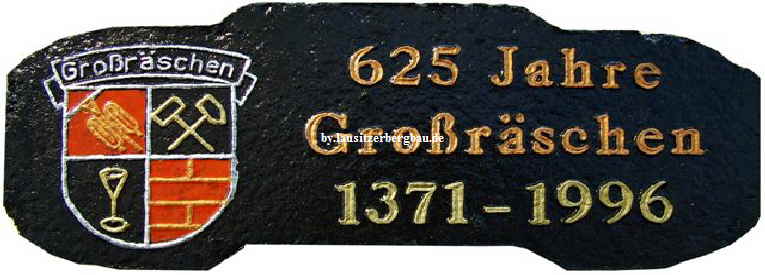 Großräschen
625 Jahre
Großräschen
by.lausitzerbergbau.de
1371 - 1996